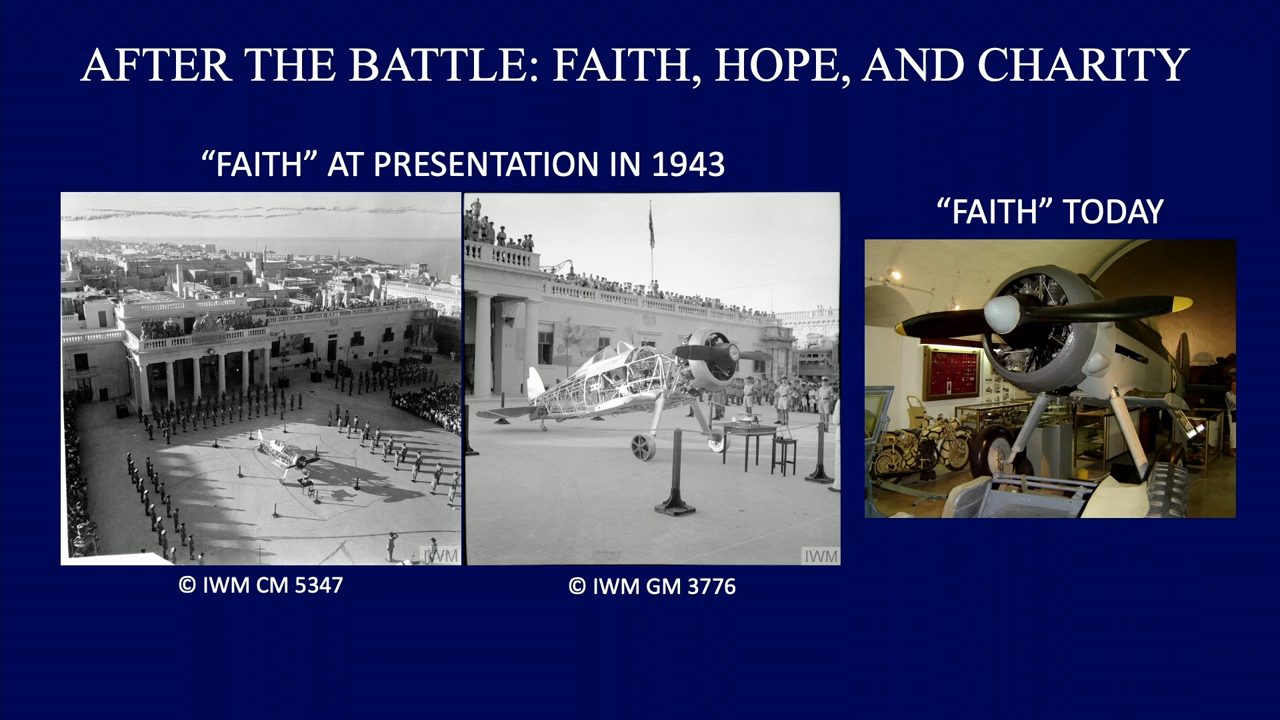 AFTER THE BATTLE: FAITH, HOPE, AND CHARITY
“FAITH” AT PRESENTATION IN 1943
“FAITH” TODAY
IWM
IWM
© IWM CM 5347
© IWM GM 3776